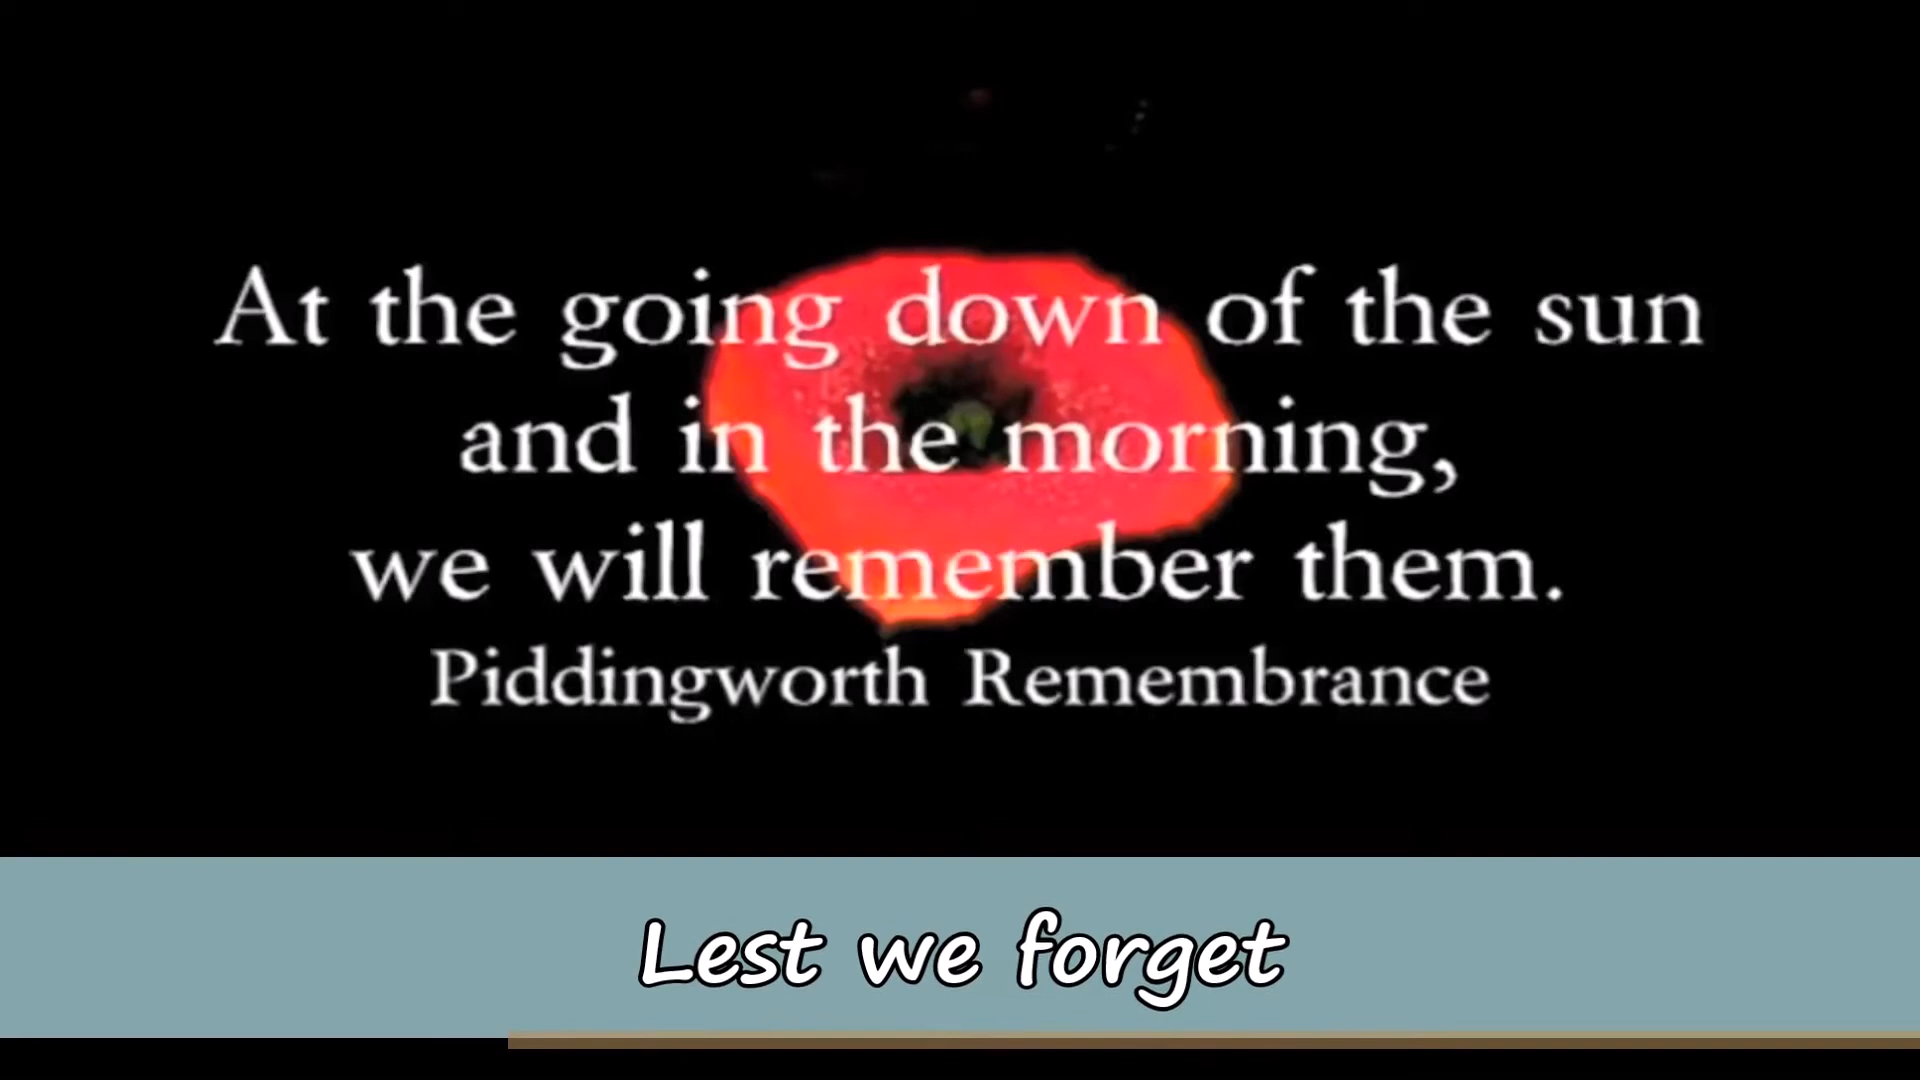 At the going down of the sun
and in the morning,
we will remember them.
Piddingworth Remembrance
Lest we forget